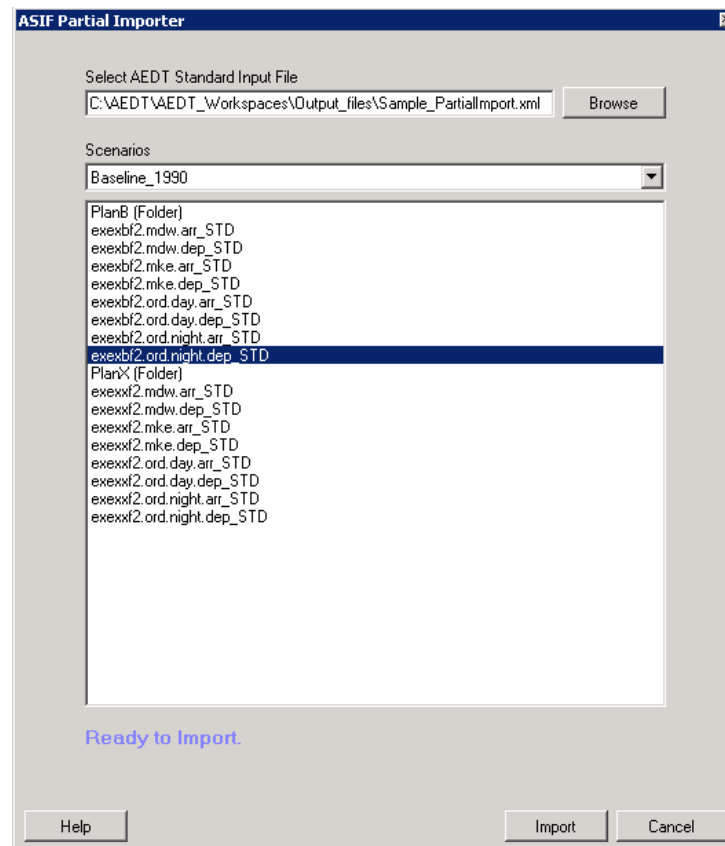 ASIF Partial Importer
Select AEDT Standard Input File
C:\AEDT\AEDT_Workspaces\Output_files\Sample_PartialImport.xml Browse
Scenarios
Baseline_1990
PlanB (Folder)
exexbf2.mdw.arr_STD
exexbf2.mdw.dep_STD
exexbf2.mke.arr_STD
exexbf2.mke.dep_STD
exexbf2.ord.day.arr_STD
exexbf2.ord.day.dep_STD
exexbf2.ord.night.arr_STD
exexbf2.ord.night.dep_STD
PlanX (Folder)
exexxf2.mdw.arr_STD
exexxf2.mdw.dep_STD
exexxf2.mke.arr_STD
exexxf2.mke.dep_STD
exexxf2.ord.day.arr_STD
exexxf2.ord.day.dep_STD
exexxf2.ord.night.arr_STD
exexxf2.ord.night.dep_STD
Ready to Import.
Help Import Cancel